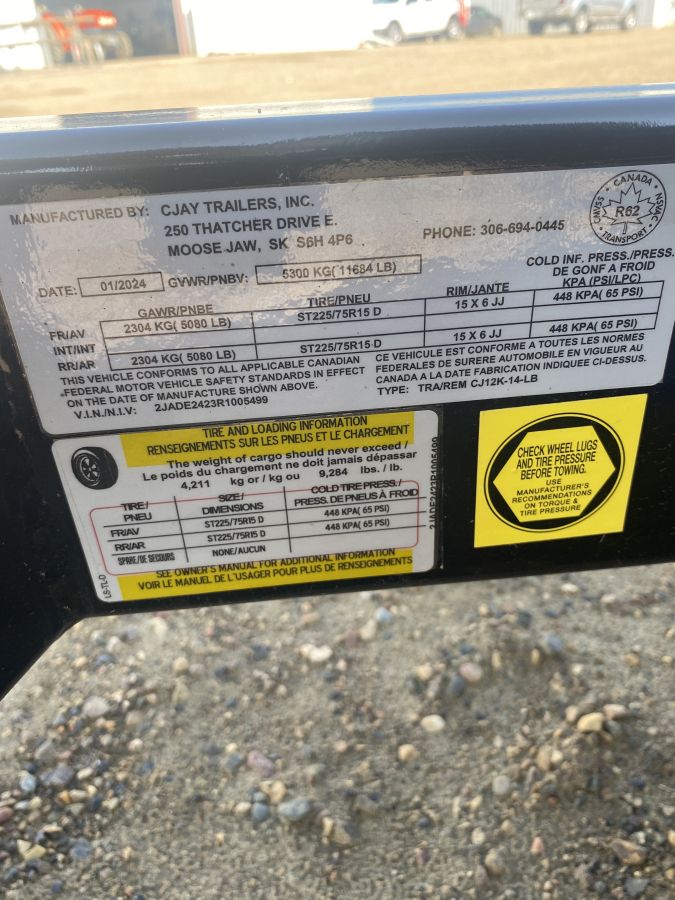 MANUFACTURED BY: CJAY TRAILERS, INC.
250 THATCHER DRIVE E.
MOOSE JAW, SK S6H 4P6
PHONE: 306-694-0445
CANADA
CMVSS R62 NSVAC
TRANSPORT
DATE: 01/2024 GVWR/PNBV: 5300 KG( 11684 LB)
COLD INF. PRESS./PRESS.
DE GONF A FROID
GAWR/PNBE TIRE/PNEU RIM/JANTE KPA (PSI/LPC)
FR/AV 2304 KG( 5080 LB) ST225/75R15 D 15 X 6 JJ 448 KPA( 65 PSI)
INT/INT
RR/AR 2304 KG( 5080 LB) ST225/75R15 D 15 X 6 JJ 448 KPA( 65 PSI)
THIS VEHICLE CONFORMS TO ALL APPLICABLE CANADIAN
FEDERAL MOTOR VEHICLE SAFETY STANDARDS IN EFFECT
ON THE DATE OF MANUFACTURE SHOWN ABOVE.
CE VEHICULE EST CONFORME A TOUTES LES NORMES
FEDERALES DE SURERE AUTOMOBILE EN VIGUEUR AU
CANADA A LA DATE FABRICATION INDIQUEE CI-DESSUS.
V.I.N./N.I.V: 2JADE2423R1005499
TYPE: TRA/REM CJ12K-14-LB
TIRE AND LOADING INFORMATION
RENSEIGNEMENTS SUR LES PNEUS ET LE CHARGEMENT
The weight of cargo should never exceed /
Le poids du chargement ne doit jamais dépassar
4,211 kg or / kg ou 9,284 lbs. / lb.
TIRE / SIZE / COLD TIRE PRESS./
PNEU DIMENSIONS PRESS. DE PNEUS À FROID
FR/AV ST225/75R15 D 448 KPA( 65 PSI)
RR/AR ST225/75R15 D 448 KPA( 65 PSI)
SPARE/DE SECOURS NONE/AUCUN
SEE OWNER'S MANUAL FOR ADDITIONAL INFORMATION
VOIR LE MANUEL DE L'USAGER POUR PLUS DE RENSEIGNEMENTS
LS-TL-D
2JADE2423R1005499
CHECK WHEEL LUGS
AND TIRE PRESSURE
BEFORE TOWING.
USE
MANUFACTURER'S
RECOMMENDATIONS
ON TORQUE &
TIRE PRESSURE